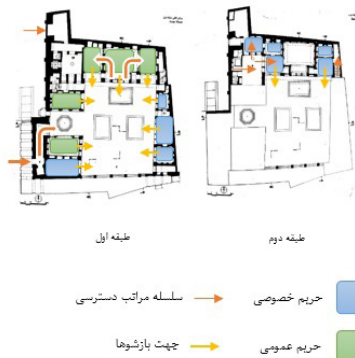 طبقه اول
طبقه دوم
حریم خصوصی
سلسله مراتب دسترسی
حریم عمومی
جهت بازشوها